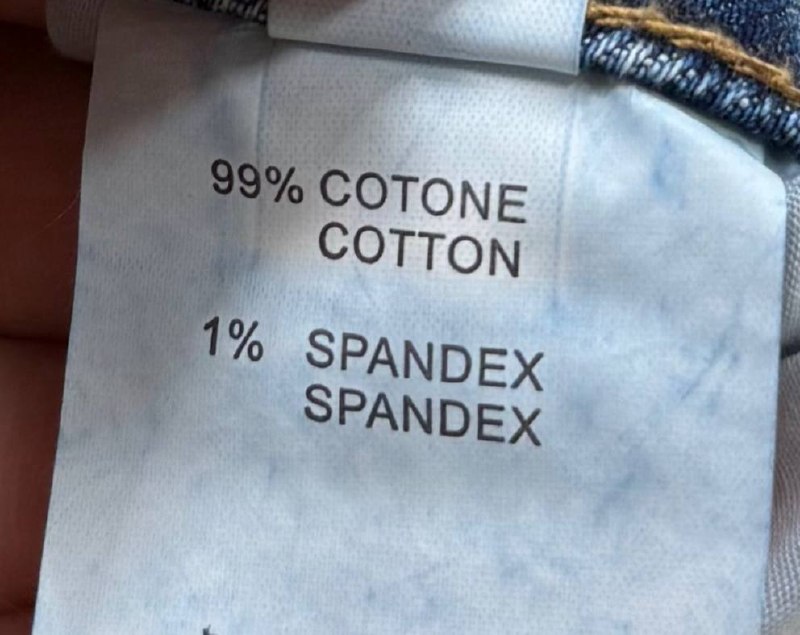 99% COTONE
COTTON
1% SPANDEX
SPANDEX